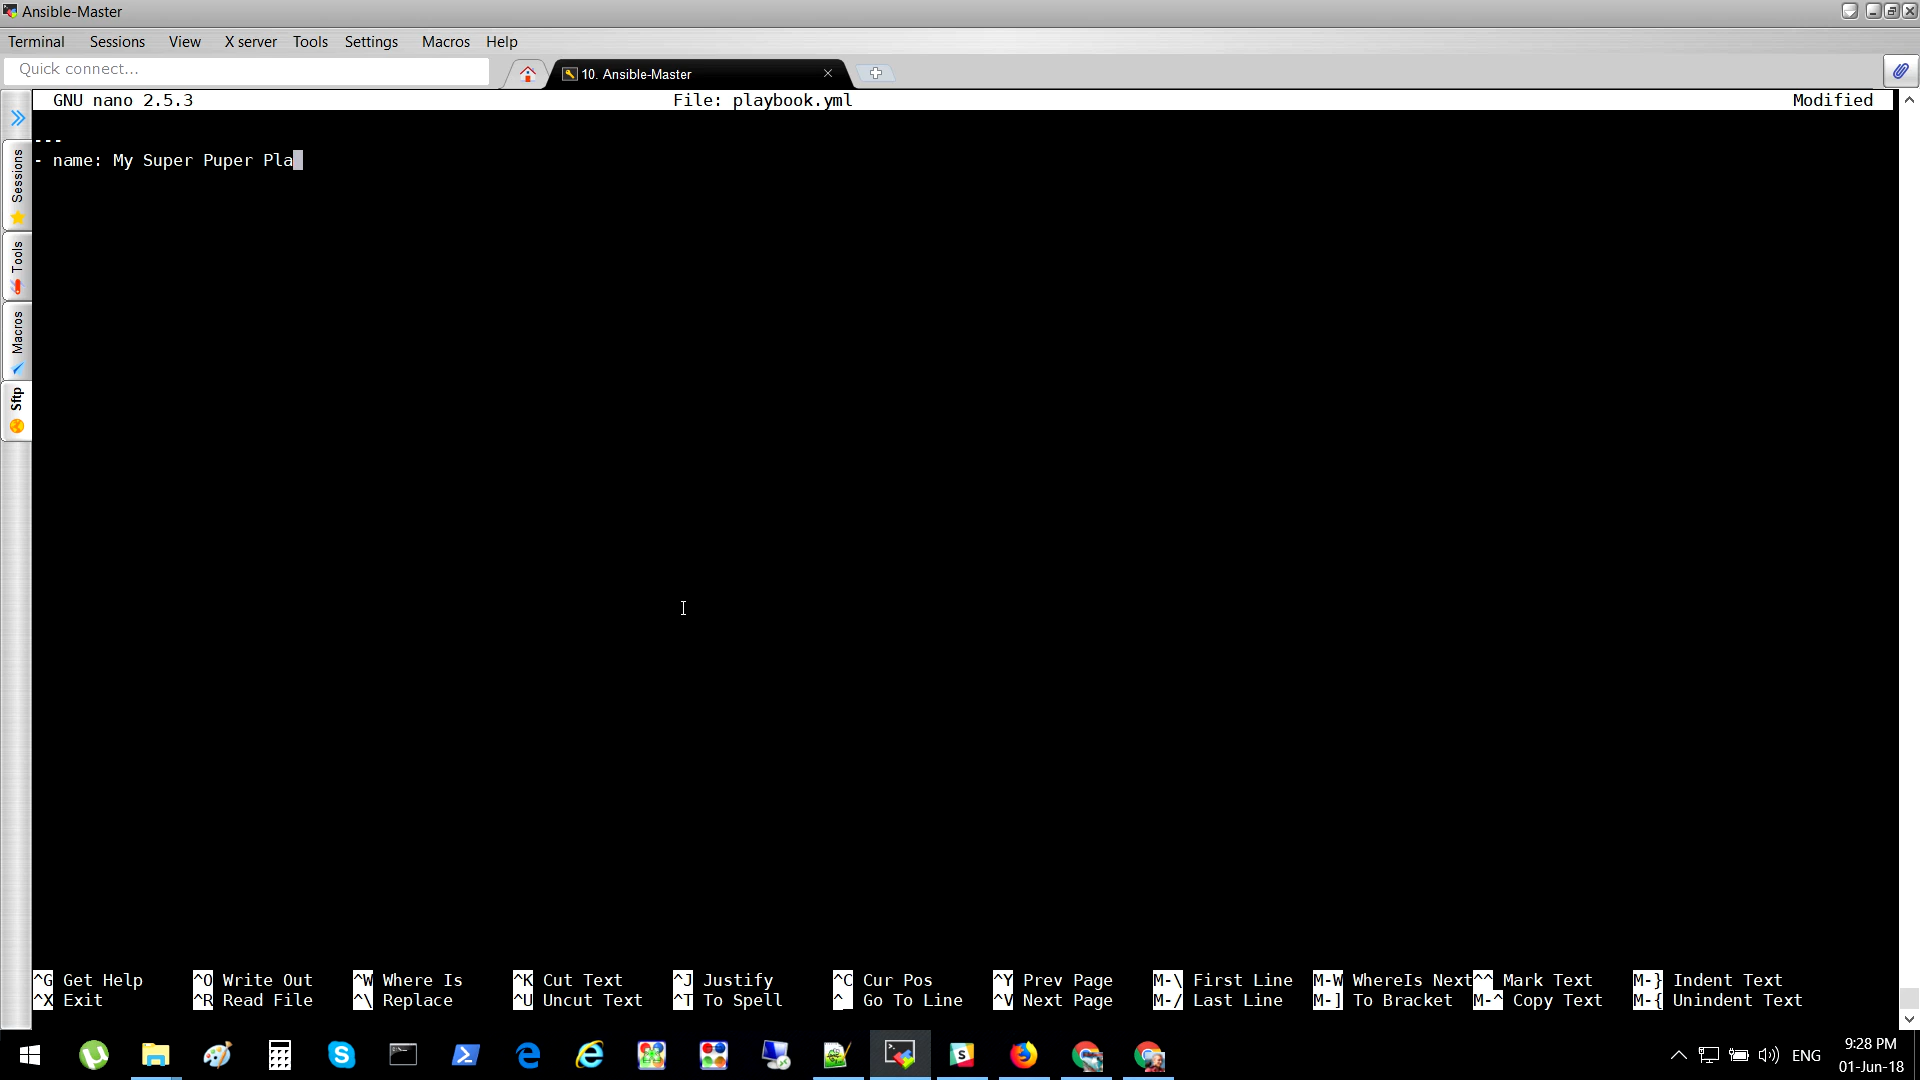 Ansible-Master
Terminal Sessions View X server Tools Settings Macros Help
Quick connect...
10. Ansible-Master
GNU nano 2.5.3 File: playbook.yml Modified
---
- name: My Super Puper Pla
Sessions
Tools
Macros
Sftp
^G Get Help ^O Write Out ^W Where Is ^K Cut Text ^J Justify ^C Cur Pos ^Y Prev Page M-\ First Line M-W WhereIs Next ^^ Mark Text M-} Indent Text
^X Exit ^R Read File ^\ Replace ^U Uncut Text ^T To Spell ^_ Go To Line ^V Next Page M-/ Last Line M-] To Bracket M-^ Copy Text M-{ Unindent Text
ENG
9:28 PM
01-Jun-18